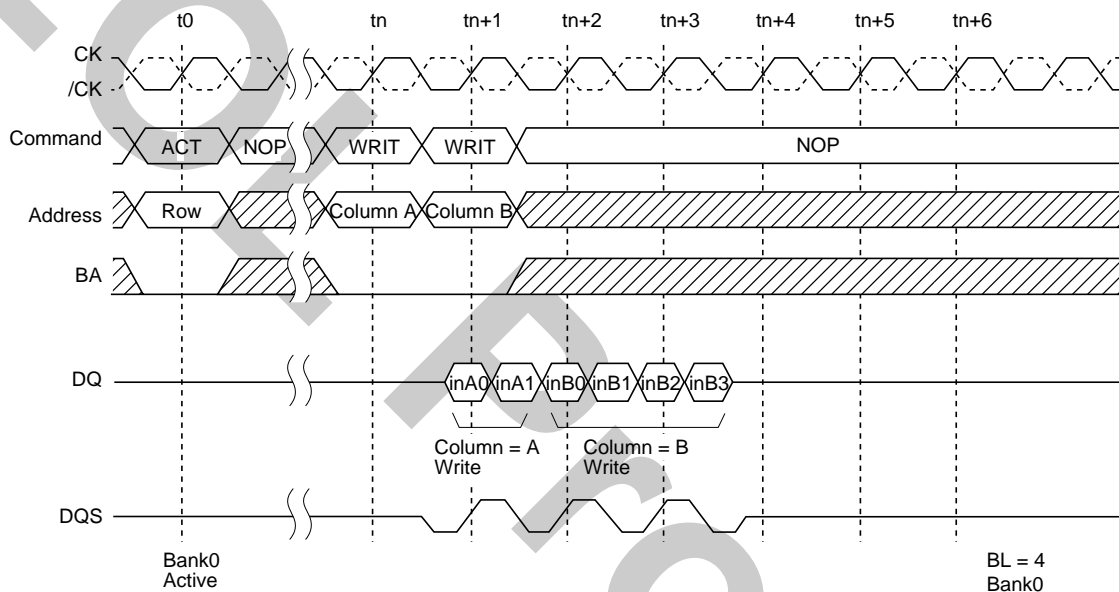 t0 tn tn+1 tn+2 tn+3 tn+4 tn+5 tn+6
CK
/CK
Command ACT NOP WRIT WRIT NOP
Address Row Column A Column B
BA
DQ inA0 inA1 inB0 inB1 inB2 inB3
Column = A Column = B
Write Write
DQS
Bank0 BL = 4
Active Bank0